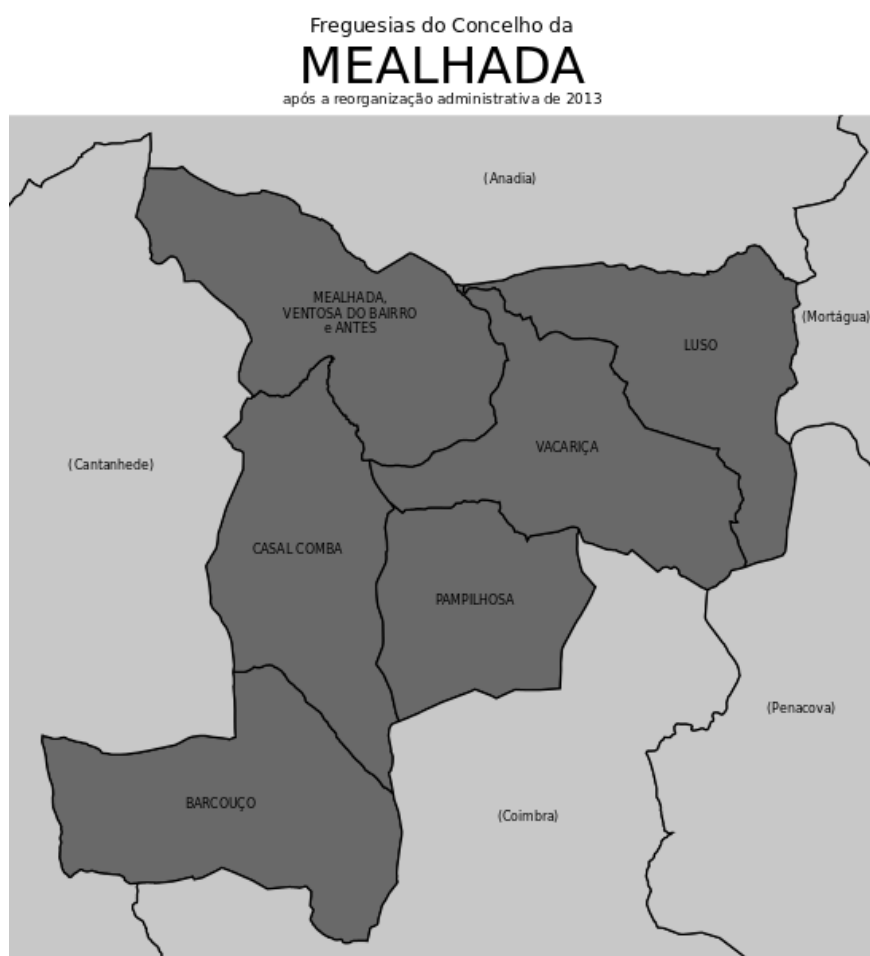 Freguesias do Concelho da
MEALHADA
após a reorganização administrativa de 2013
(Anadia)
MEALHADA,
VENTOSA DO BAIRRO
e ANTES
(Mortágua)
LUSO
VACARIÇA
(Cantanhede)
CASAL COMBA
PAMPILHOSA
(Penacova)
BARCOUÇO
(Coimbra)